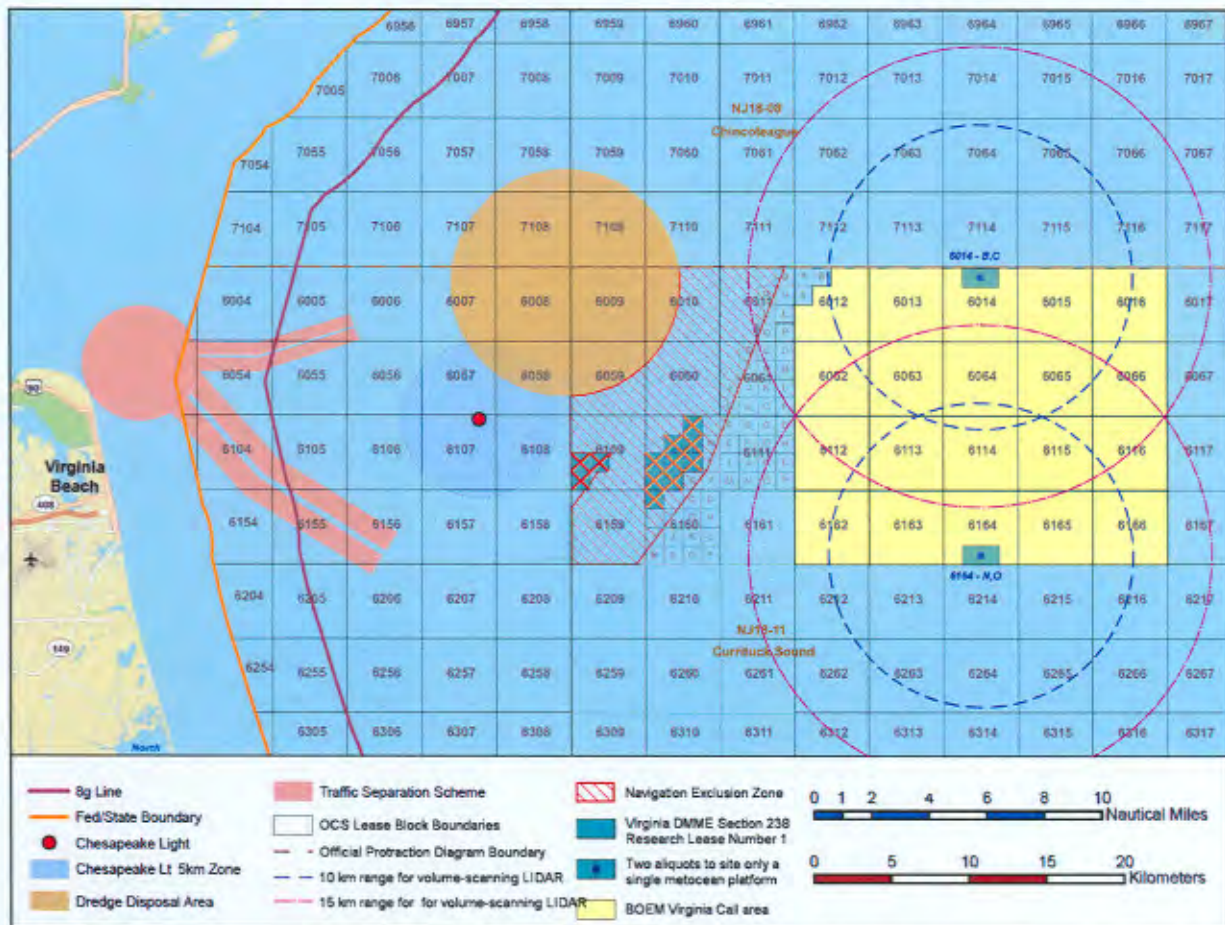 6956 6957 6958 6959 6960 6961 6962 6963 6964 6965 6966 6967
7005 7006 7007 7008 7009 7010 7011 7012 7013 7014 7015 7016 7017
NJ18-08
Chincoteague
7054 7055 7056 7057 7058 7059 7060 7061 7062 7063 7064 7065 7066 7067
7104 7105 7106 7107 7108 7109 7110 7111 7112 7113 7114 7115 7116 7117
6014 - B,C
6004 6005 6006 6007 6008 6009 6010 6011 6012 6013 6014 6015 6016 6017
6054 6055 6056 6057 6058 6059 6060 6061 6062 6063 6064 6065 6066 6067
90
6104 6105 6106 6107 6108 6109 6111 6112 6113 6114 6115 6116 6117
Virginia
Beach
408
6154 6155 6156 6157 6158 6159 6160 6161 6162 6163 6164 6165 6166 6167
6164 - N,O
6204 6205 6206 6207 6208 6209 6210 6211 6212 6213 6214 6215 6216 6217
NJ18-11
Currituck Sound
149
6254 6255 6256 6257 6258 6259 6260 6261 6262 6263 6264 6265 6266 6267
6305 6306 6307 6308 6309 6310 6311 6312 6313 6314 6315 6316 6317
North
8g Line
Fed/State Boundary
Chesapeake Light
Chesapeake Lt 5km Zone
Dredge Disposal Area
Traffic Separation Scheme
OCS Lease Block Boundaries
Official Protraction Diagram Boundary
10 km range for volume-scanning LIDAR
15 km range for for volume-scanning LIDAR
Navigation Exclusion Zone
Virginia DMME Section 238
Research Lease Number 1
Two aliquots to site only a
single metocean platform
BOEM Virginia Call area
0 1 2 4 6 8 10
Nautical Miles
0 5 10 15 20
Kilometers